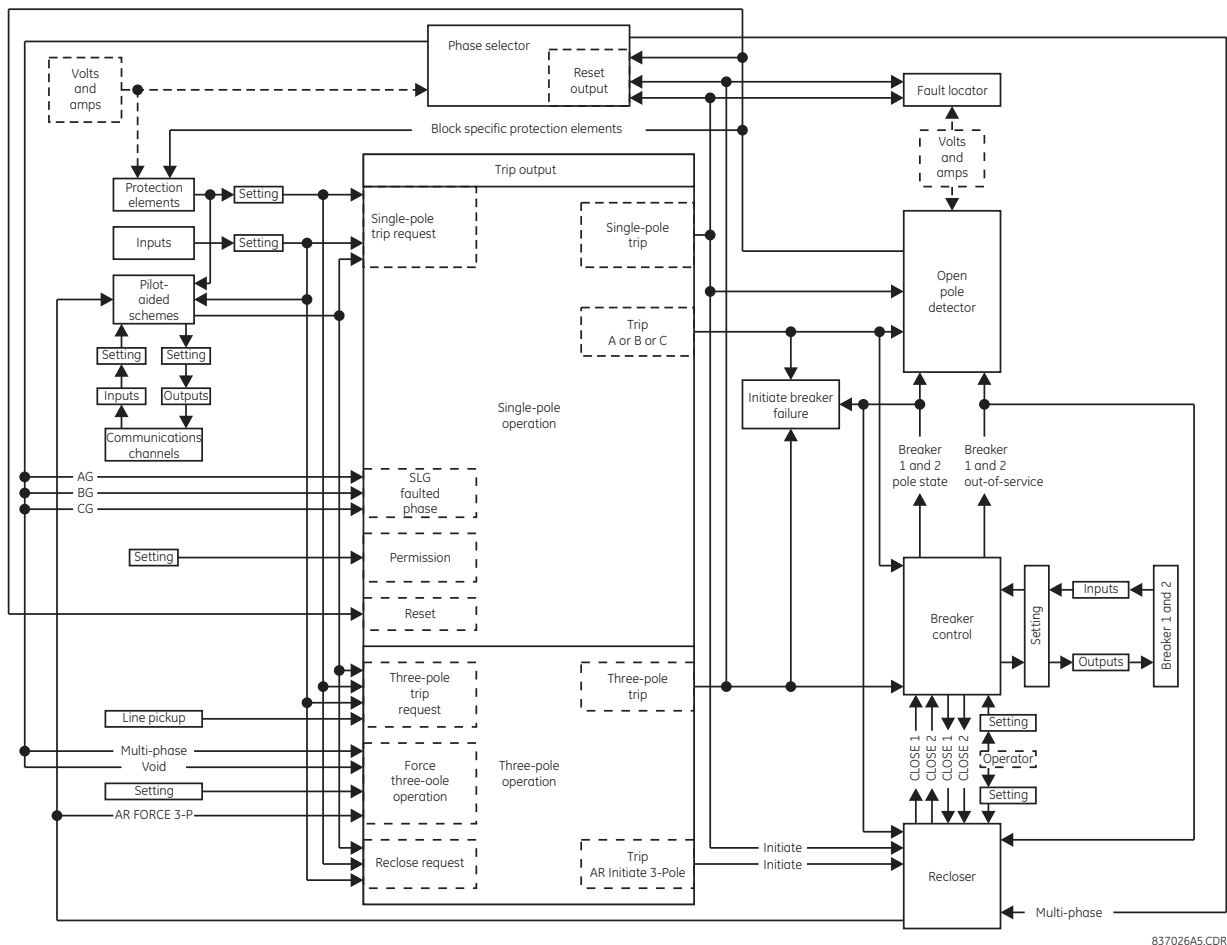 Phase selector
Reset
output
Volts
and
amps
Fault locator
Block specific protection elements
Volts
and
amps
Trip output
Protection
elements
Setting
Single-pole
trip request
Single-pole
trip
Inputs
Setting
Pilot-
aided
schemes
Open
pole
detector
Trip
A or B or C
Setting
Setting
Inputs
Outputs
Communications
channels
Single-pole
operation
Initiate breaker
failure
Breaker
1 and 2
pole state
Breaker
1 and 2
out-of-service
AG
BG
CG
SLG
faulted
phase
Setting
Permission
Reset
Breaker
control
Setting
Inputs
Outputs
Breaker 1 and 2
Three-pole
trip
request
Three-pole
trip
Line pickup
CLOSE 1
CLOSE 2
CLOSE 1
CLOSE 2
Setting
Operator
Setting
Multi-phase
Void
Setting
AR FORCE 3-P
Force
three-oole
operation
Three-pole
operation
Reclose request
Trip
AR Initiate 3-Pole
Initiate
Initiate
Recloser
Multi-phase
837026A5.CDR